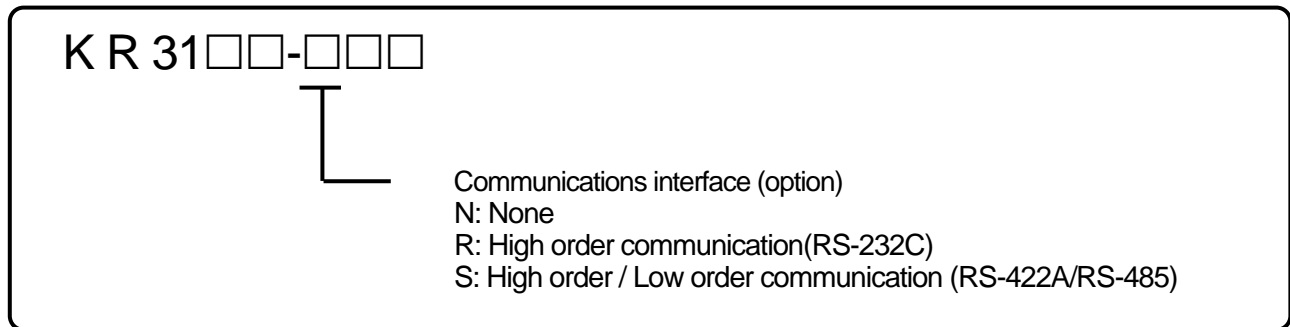 K R 31□□-□□□
Communications interface (option)
N: None
R: High order communication(RS-232C)
S: High order / Low order communication (RS-422A/RS-485)